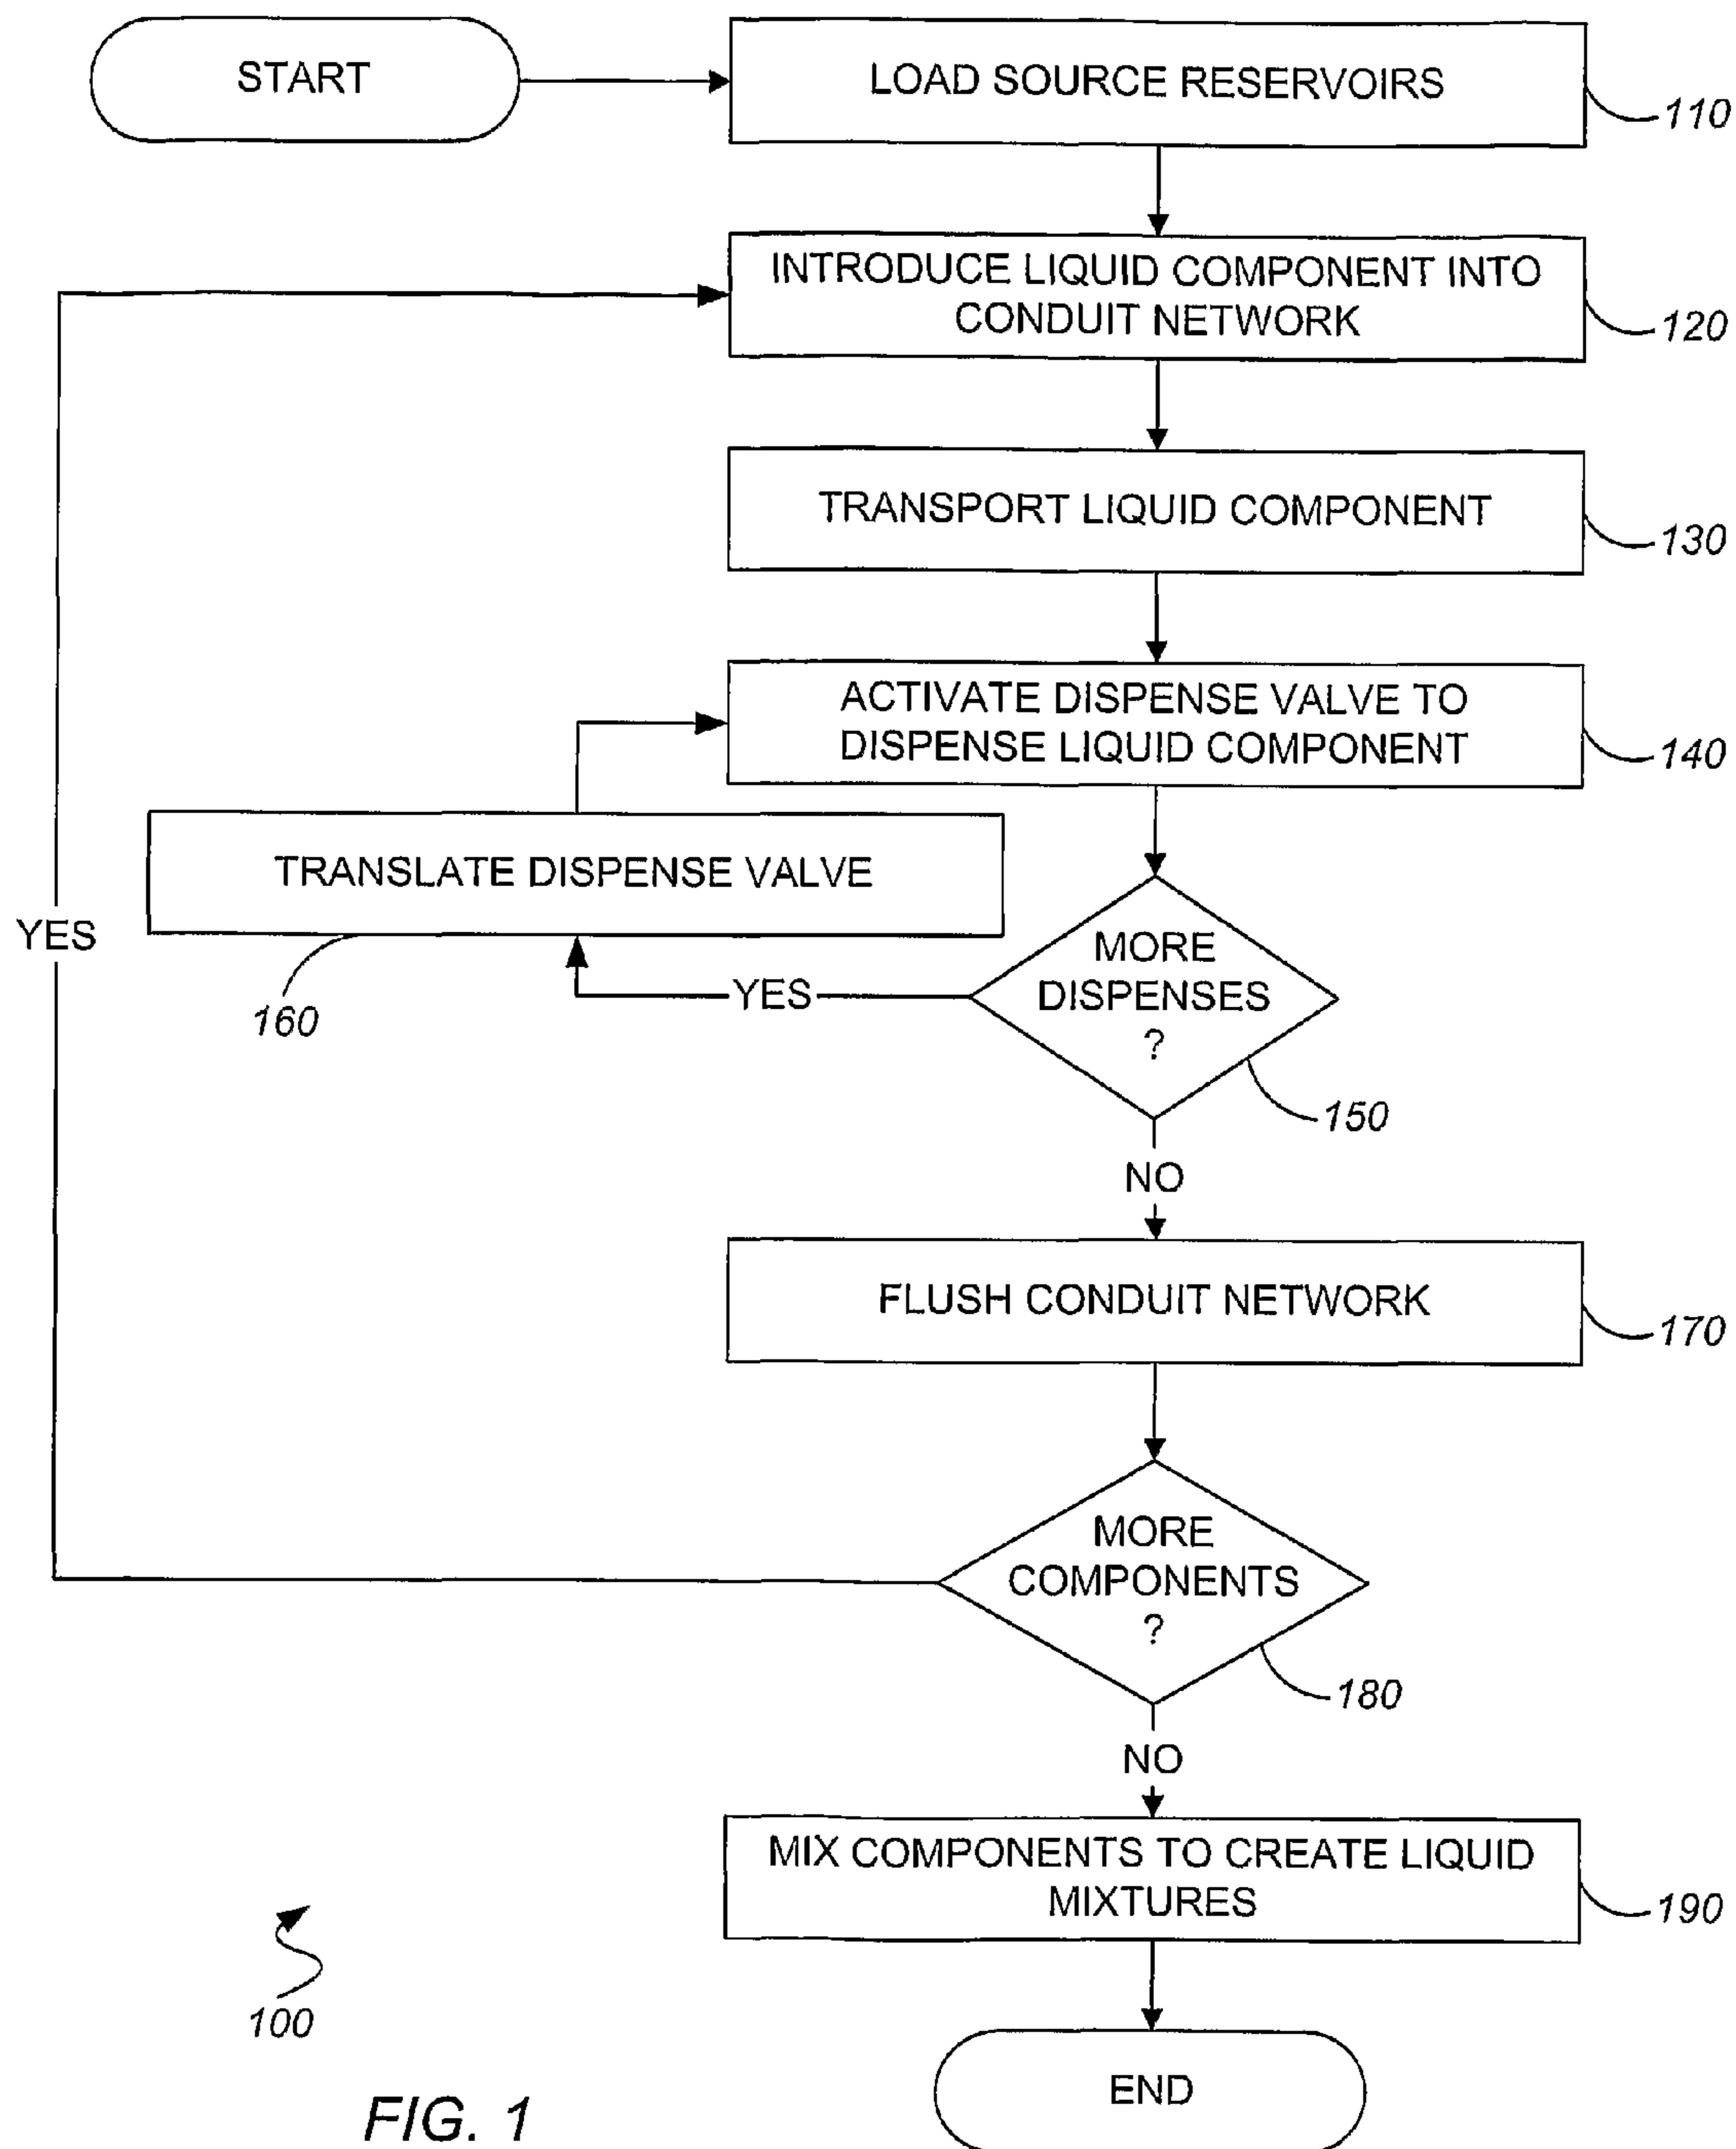 START
LOAD SOURCE RESERVOIRS
110
INTRODUCE LIQUID COMPONENT INTO
CONDUIT NETWORK
120
TRANSPORT LIQUID COMPONENT
130
ACTIVATE DISPENSE VALVE TO
DISPENSE LIQUID COMPONENT
140
TRANSLATE DISPENSE VALVE
160
YES
YES
MORE
DISPENSES
?
150
NO
FLUSH CONDUIT NETWORK
170
MORE
COMPONENTS
?
180
NO
MIX COMPONENTS TO CREATE LIQUID
MIXTURES
190
100
END
FIG. 1